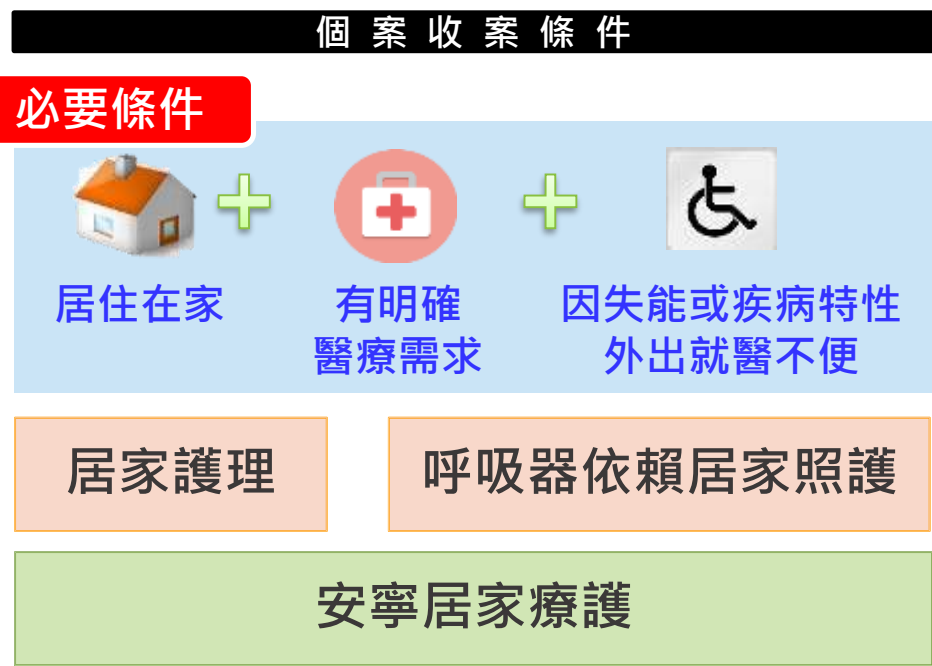 個案收案條件
必要條件
居住在家
有明確
醫療需求
因失能或疾病特性
外出就醫不便
居家護理
呼吸器依賴居家照護
安寧居家療護